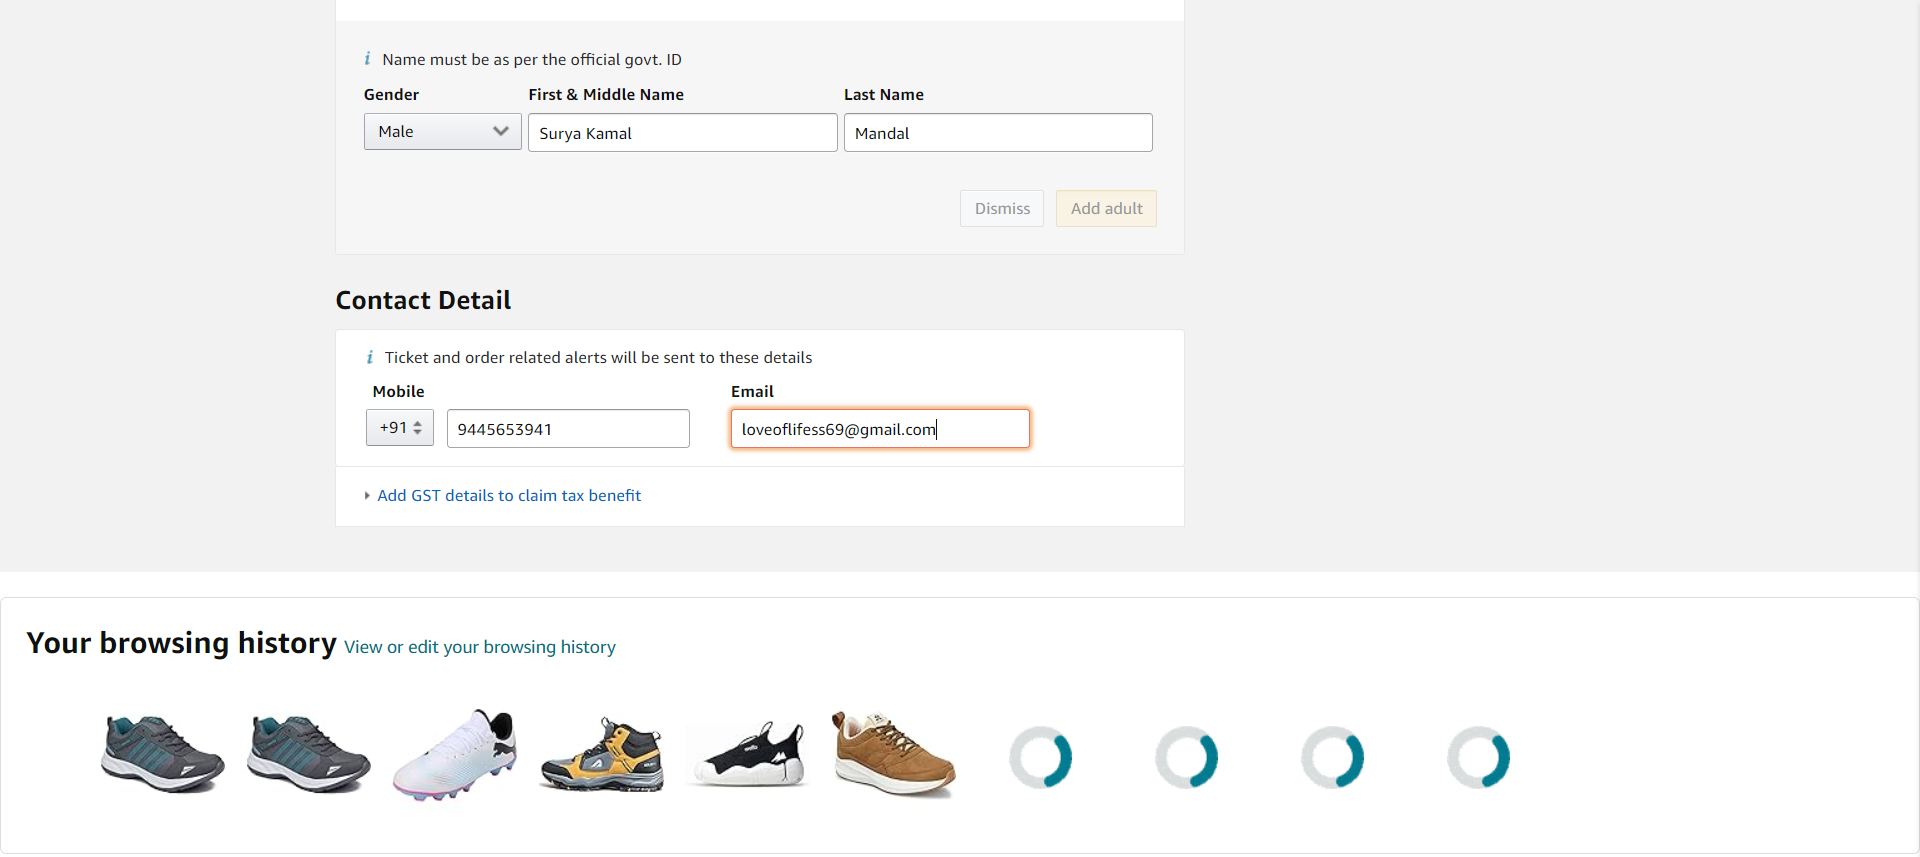 i Name must be as per the official govt. ID
Gender First & Middle Name Last Name
Male Surya Kamal Mandal
Dismiss Add adult
Contact Detail
i Ticket and order related alerts will be sent to these details
Mobile Email
+91 9445653941 loveoflifess69@gmail.com
Add GST details to claim tax benefit
Your browsing history View or edit your browsing history